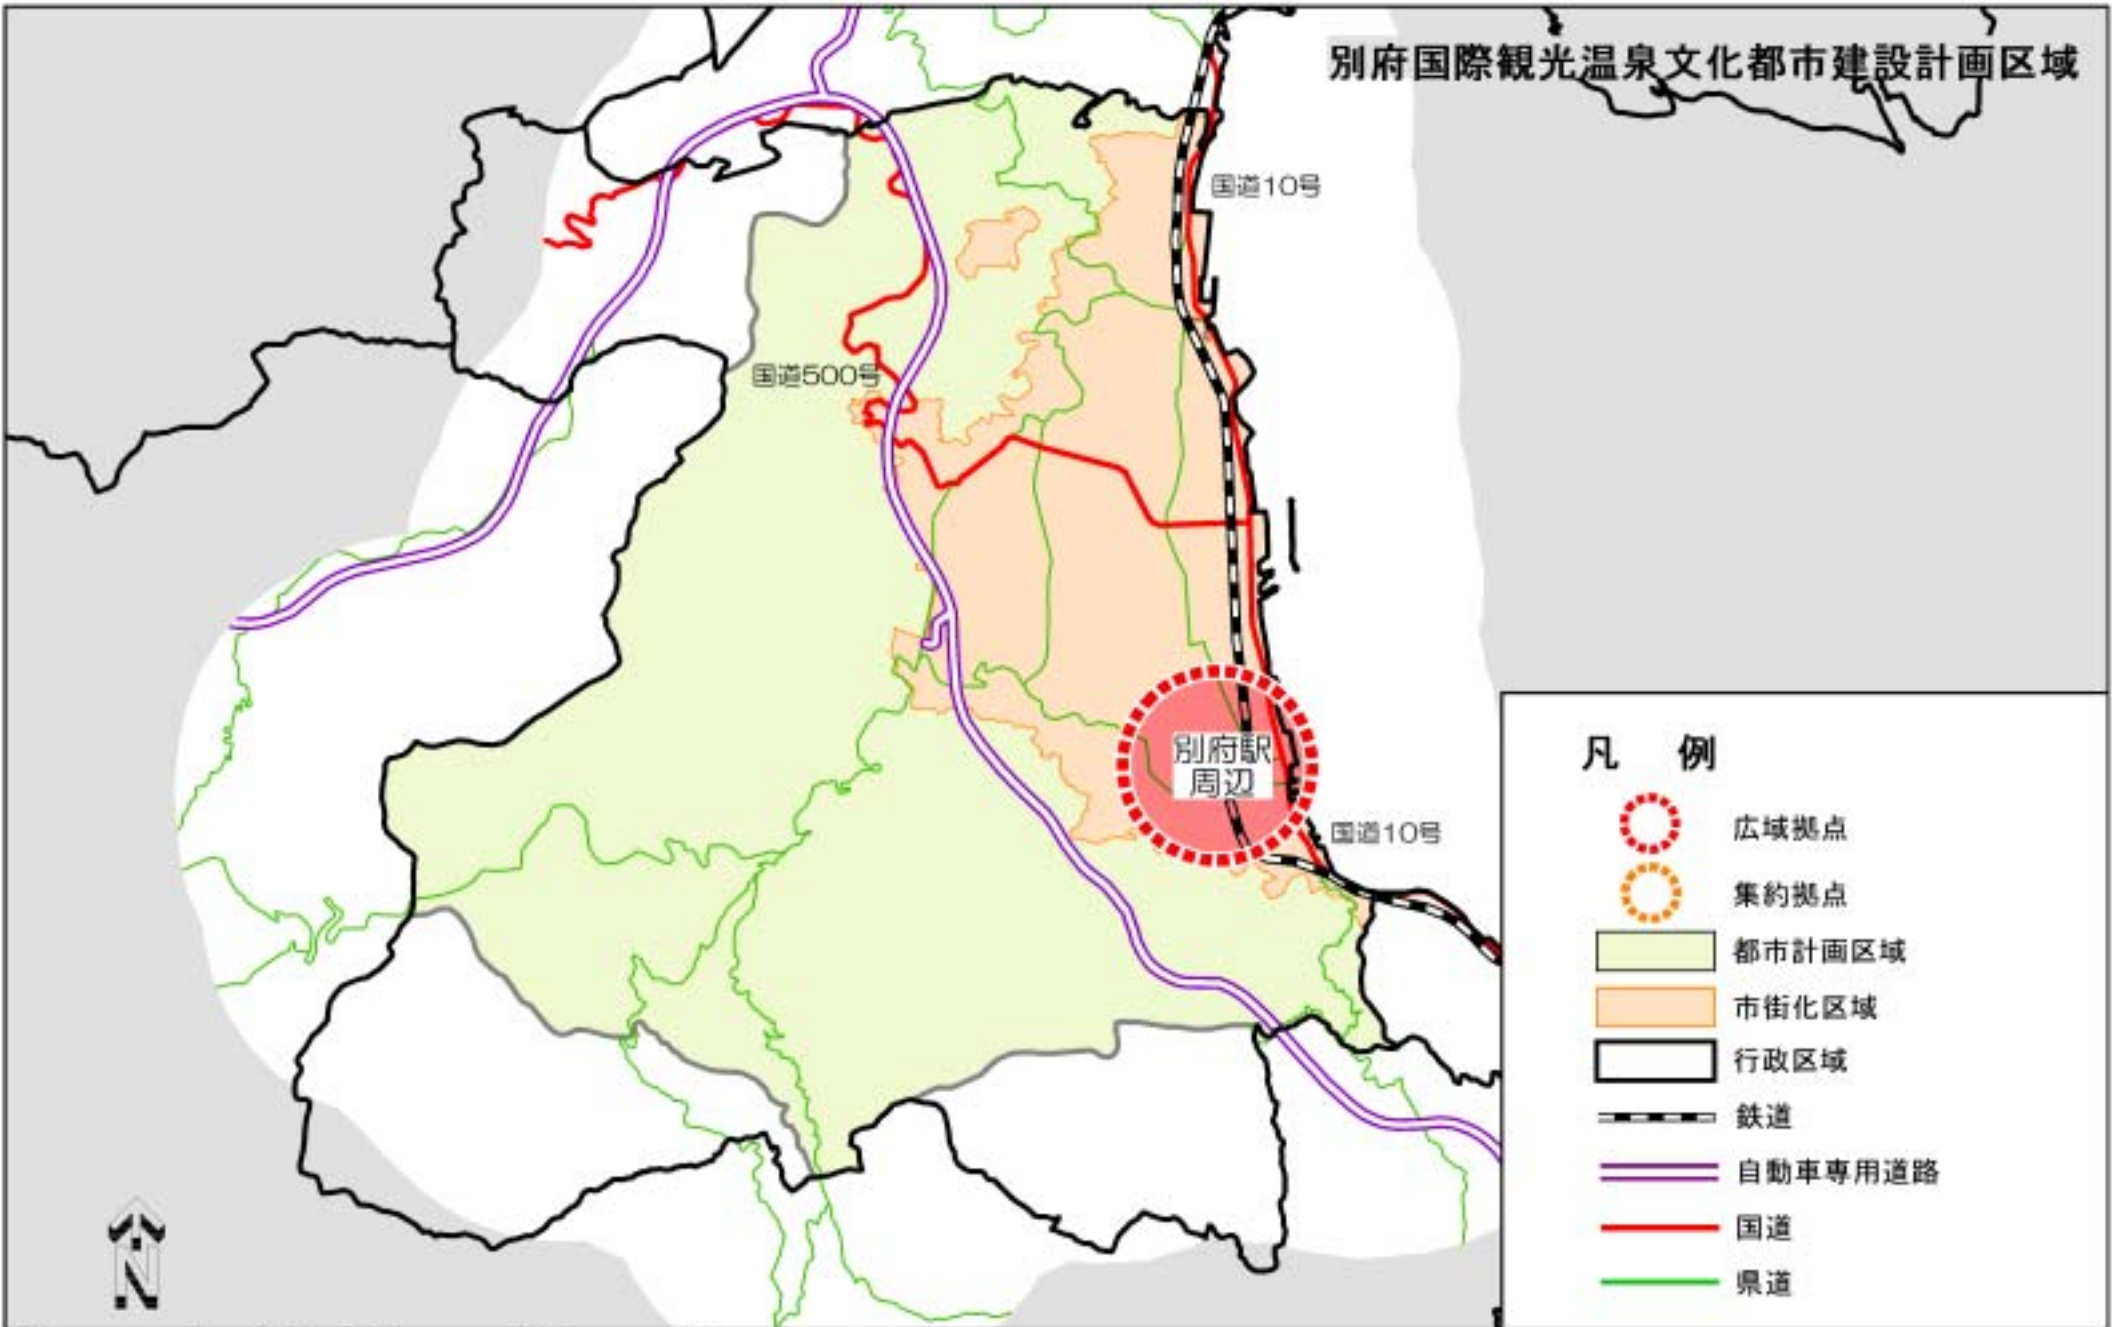 別府国際観光温泉文化都市建設計画区域
国道10号
国道500号
別府駅
周辺
国道10号
凡 例
広域拠点
集約拠点
都市計画区域
市街化区域
行政区域
鉄道
自動車専用道路
国道
県道
N